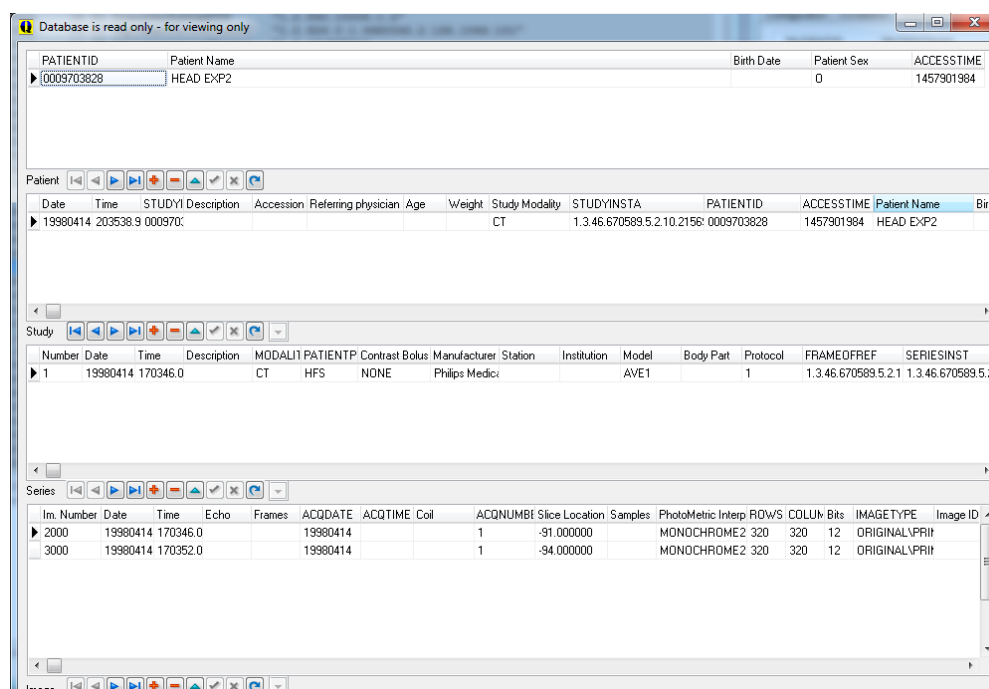 Database is read only - for viewing only
PATIENTID Patient Name Birth Date Patient Sex ACCESSTIME
0009703828 HEAD EXP2 O 1457901984
Patient
Date Time STUDYI Description Accession Referring physician Age Weight Study Modality STUDYINSTA PATIENTID ACCESSTIME Patient Name Bir
19980414 203538.9 000970: CT 1.3.46.670589.5.2.10.2156: 0009703828 1457901984 HEAD EXP2
Study
Number Date Time Description MODALIT PATIENTP Contrast Bolus Manufacturer Station Institution Model Body Part Protocol FRAMEOFREF SERIESINST
1 19980414 170346.0 CT HFS NONE Philips Medica AVE1 1 1.3.46.670589.5.2.1 1.3.46.670589.5.
Series
Im. Number Date Time Echo Frames ACQDATE ACQTIME Coil ACQNUMBE Slice Location Samples PhotoMetric Interp ROWS COLUM Bits IMAGETYPE Image ID
2000 19980414 170346.0 19980414 1 -91.000000 MONOCHROME2 320 320 12 ORIGINAL\PRIM
3000 19980414 170352.0 19980414 1 -94.000000 MONOCHROME2 320 320 12 ORIGINAL\PRIM
Image